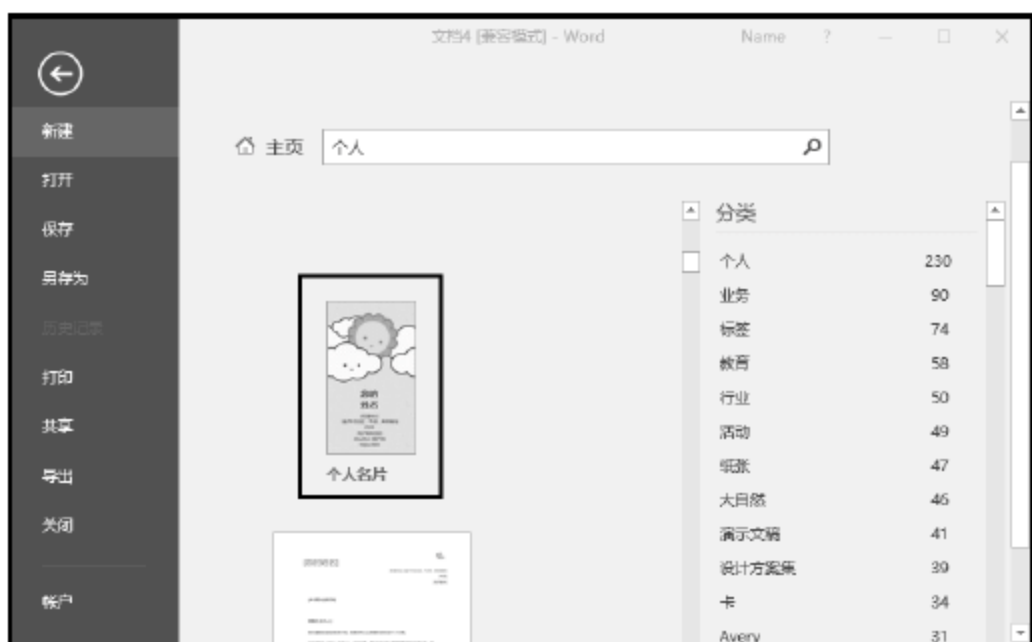 文档4 [兼容模式] - Word
Name ?
新建
打开
保存
另存为
历史记录
打印
共享
导出
关闭
帐户
主页
个人
个人名片
分类
个人 230
业务 90
标签 74
教育 58
行业 50
活动 49
纸张 47
大自然 46
演示文稿 41
设计方案集 39
卡 34
Avery 31